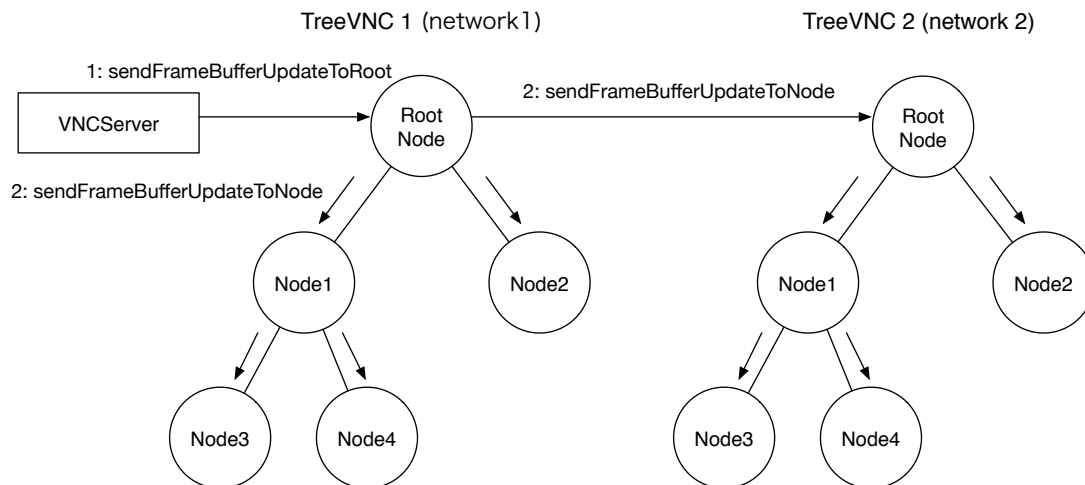 TreeVNC 1 (network1)
TreeVNC 2 (network 2)
1: sendFrameBufferUpdateToRoot
2: sendFrameBufferUpdateToNode
VNCServer
Root
Node
Root
Node
2: sendFrameBufferUpdateToNode
Node1
Node2
Node1
Node2
Node3
Node4
Node3
Node4